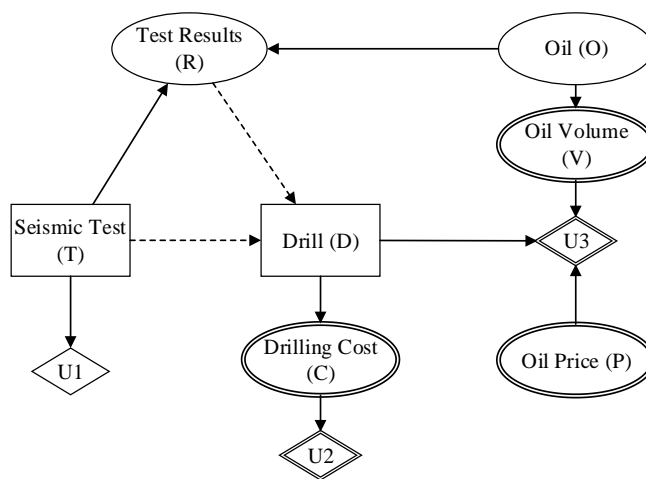 Test Results
(R)
Oil (O)
Oil Volume
(V)
Seismic Test
(T)
Drill (D)
U3
Drilling Cost
(C)
Oil Price (P)
U1
U2